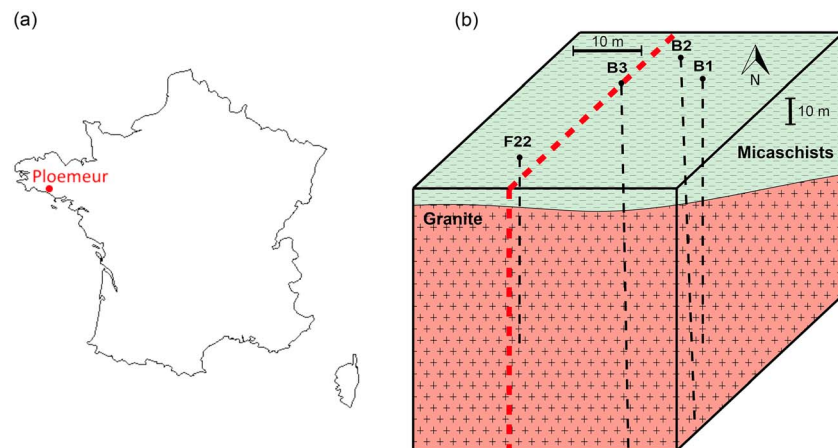 (a)
Ploemeur
(b)
10 m
B2
B1
B3
N
10 m
F22
Micaschists
Granite